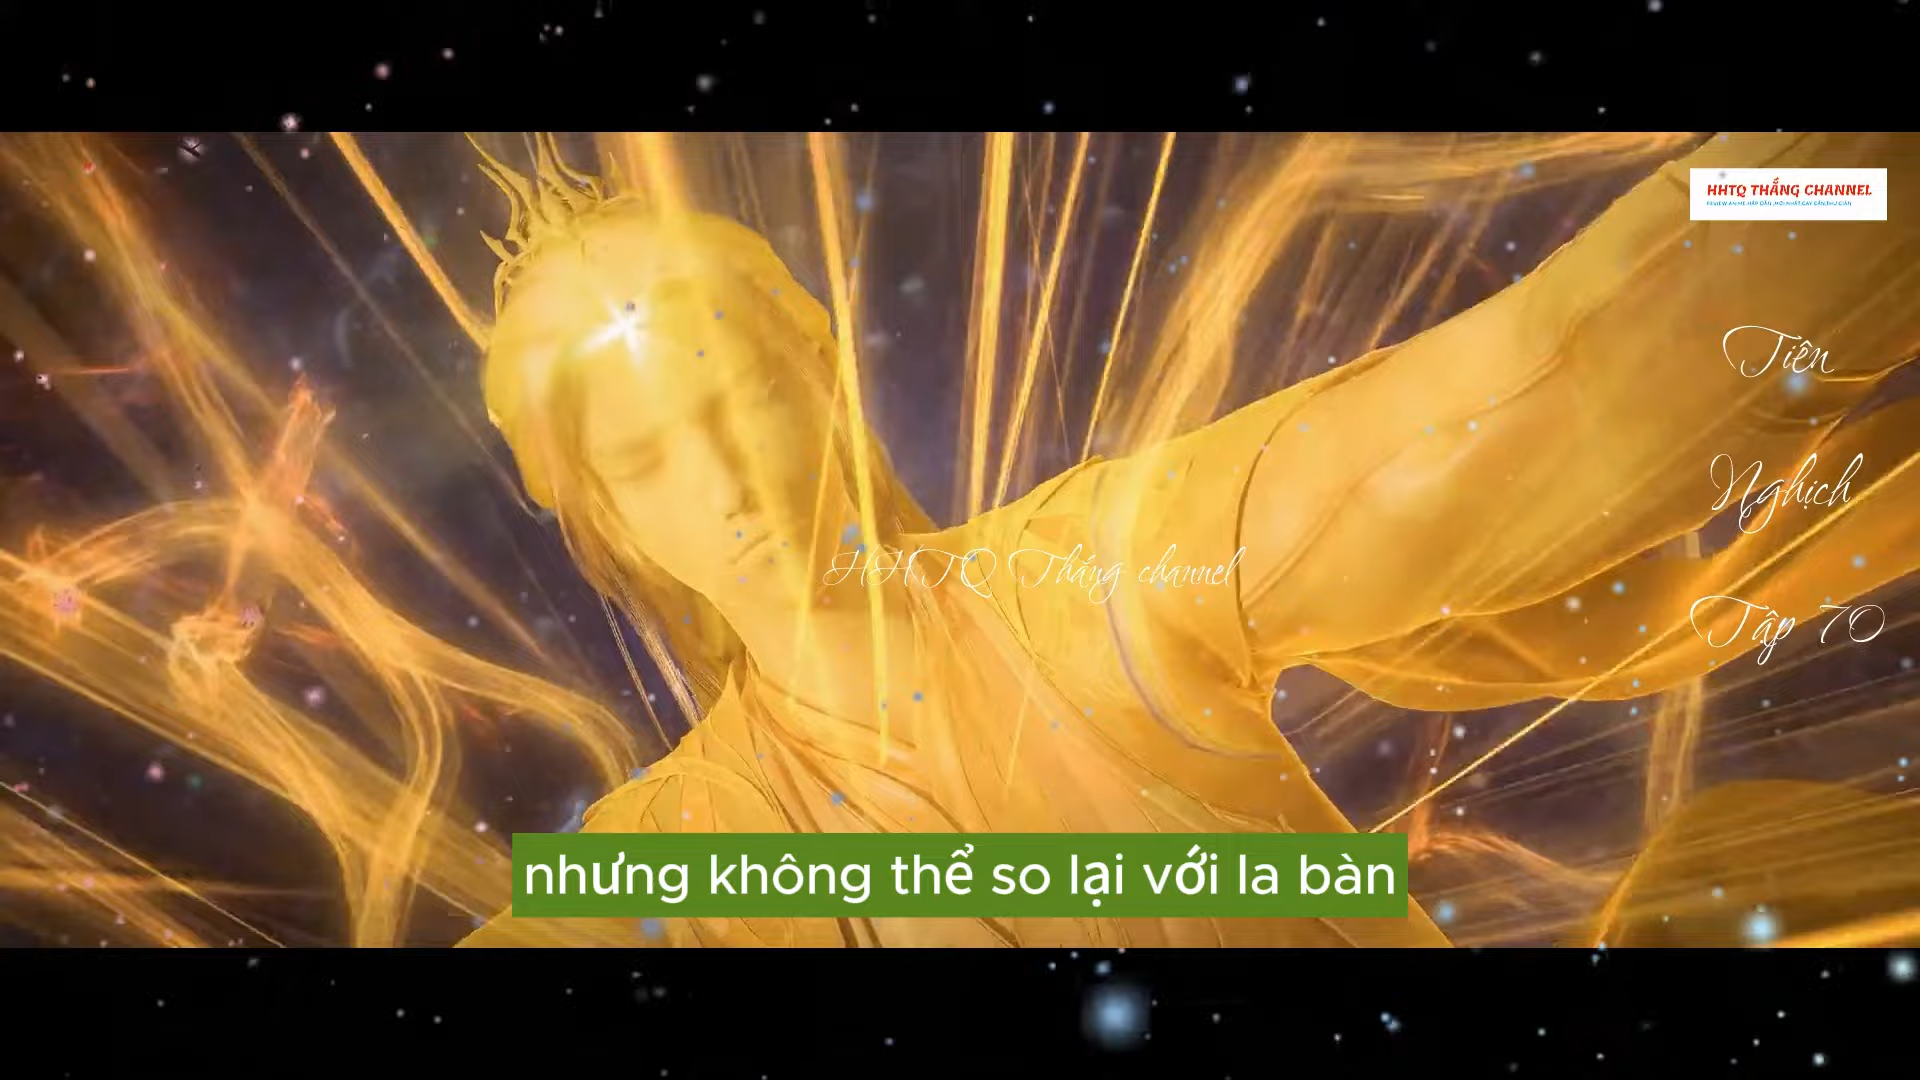 HHTQ THẮNG CHANNEL
Tiên
Nghịch
HHTQ Thắng channel
Tập 70
nhưng không thể so lại với la bàn